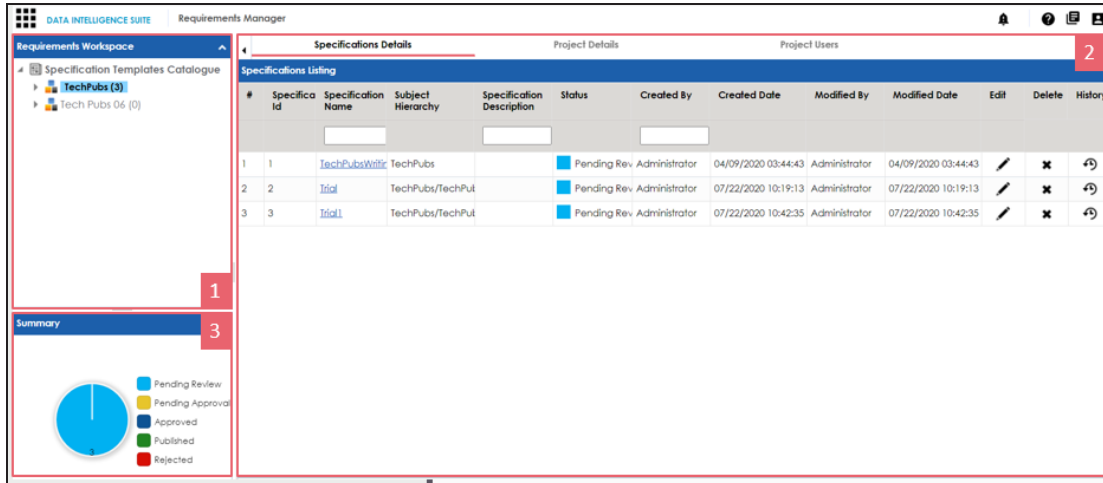 DATA INTELLIGENCE SUITE Requirements Manager
Requirements Workspace
Specification Templates Catalogue
TechPubs (3)
Tech Pubs 06 (0)
1
Specifications Details Project Details Project Users
2
Specifications Listing
# Specifica Id Specification Name Subject Hierarchy Specification Description Status Created By Created Date Modified By Modified Date Edit Delete History
1 1 TechPubsWritin TechPubs Pending Rev Administrator 04/09/2020 03:44:43 Administrator 04/09/2020 03:44:43
2 2 Trial TechPubs/TechPub Pending Rev Administrator 07/22/2020 10:19:13 Administrator 07/22/2020 10:19:13
3 3 Trial1 TechPubs/TechPub Pending Rev Administrator 07/22/2020 10:42:35 Administrator 07/22/2020 10:42:35
Summary
3
Pending Review
Pending Approval
Approved
Published
Rejected
3